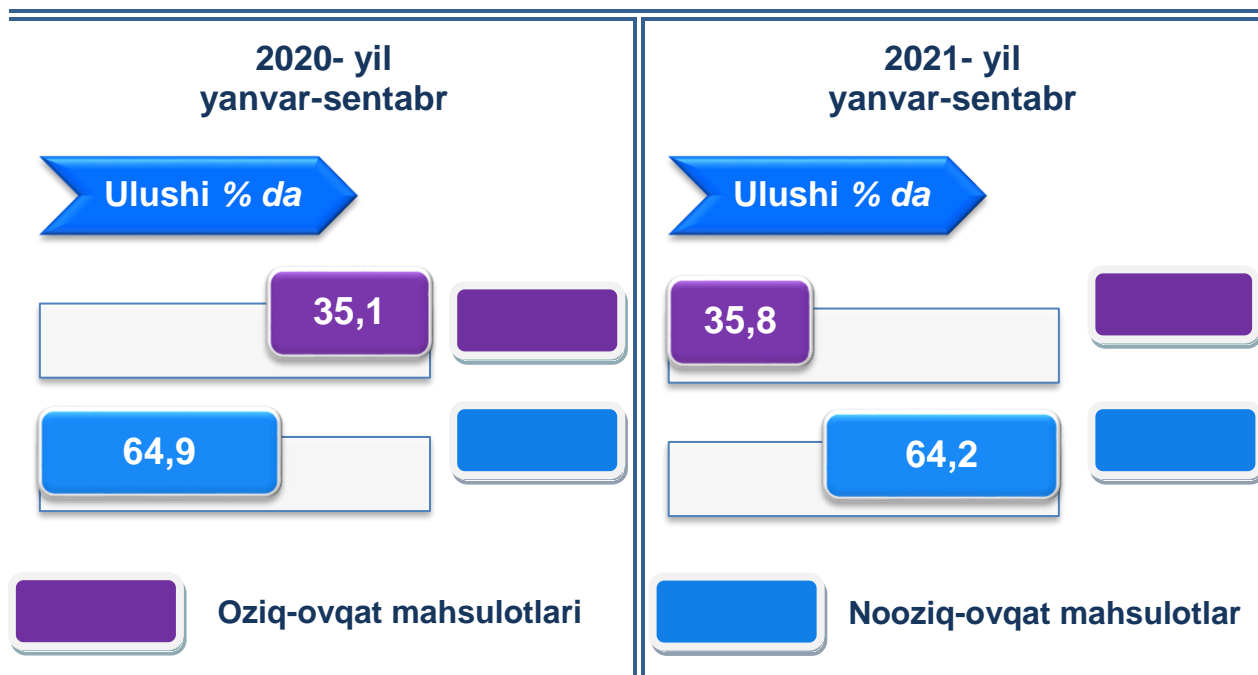 2020- yil
yanvar-sentabr
Ulushi % da
35,1
64,9
2021- yil
yanvar-sentabr
Ulushi % da
35,8
64,2
Oziq-ovqat mahsulotlari
Nooziq-ovqat mahsulotlar